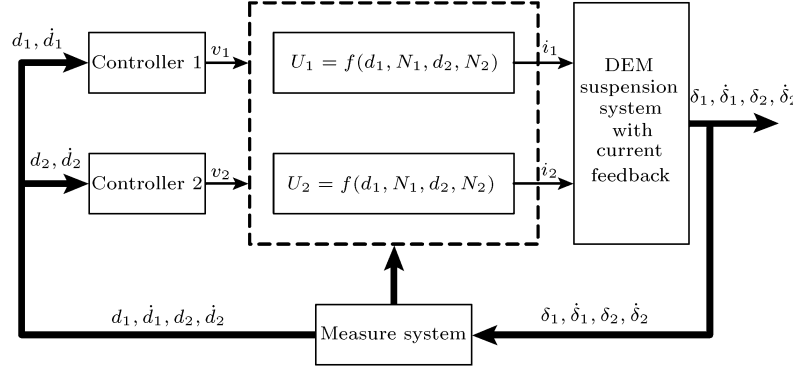 d₁, ḋ₁
Controller 1
v₁
U₁ = f(d₁, N₁, d₂, N₂)
i₁
DEM
suspension
system
with
current
feedback
δ₁, δ̇₁, δ₂, δ̇₂
d₂, ḋ₂
Controller 2
v₂
U₂ = f(d₁, N₁, d₂, N₂)
i₂
d₁, ḋ₁, d₂, ḋ₂
Measure system
δ₁, δ̇₁, δ₂, δ̇₂